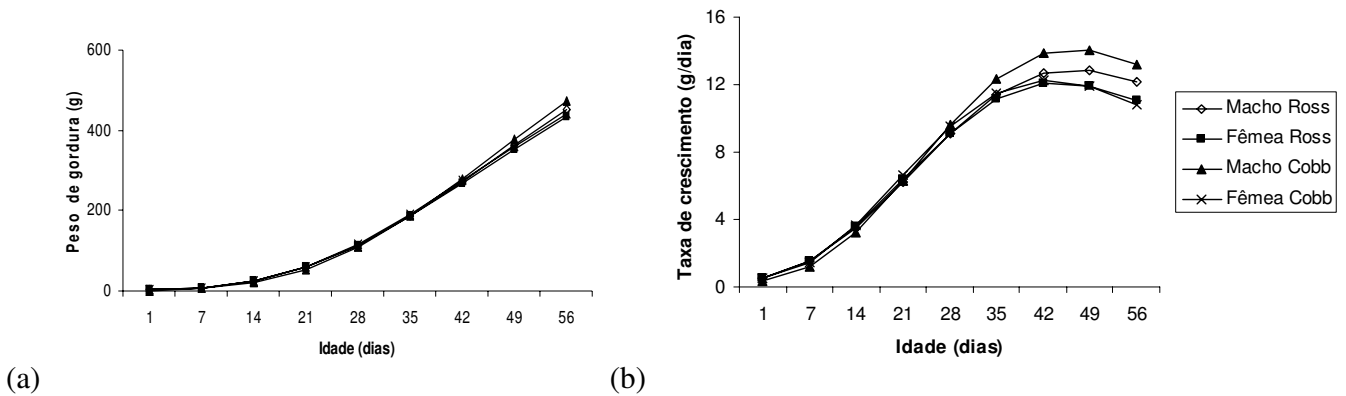 600
400
200
0
Peso de gordura (g)
1 7 14 21 28 35 42 49 56
Idade (dias)
(a)
16
12
8
4
0
Taxa de crescimento (g/dia)
1 7 14 21 28 35 42 49 56
Idade (dias)
(b)
Macho Ross
Fêmea Ross
Macho Cobb
Fêmea Cobb